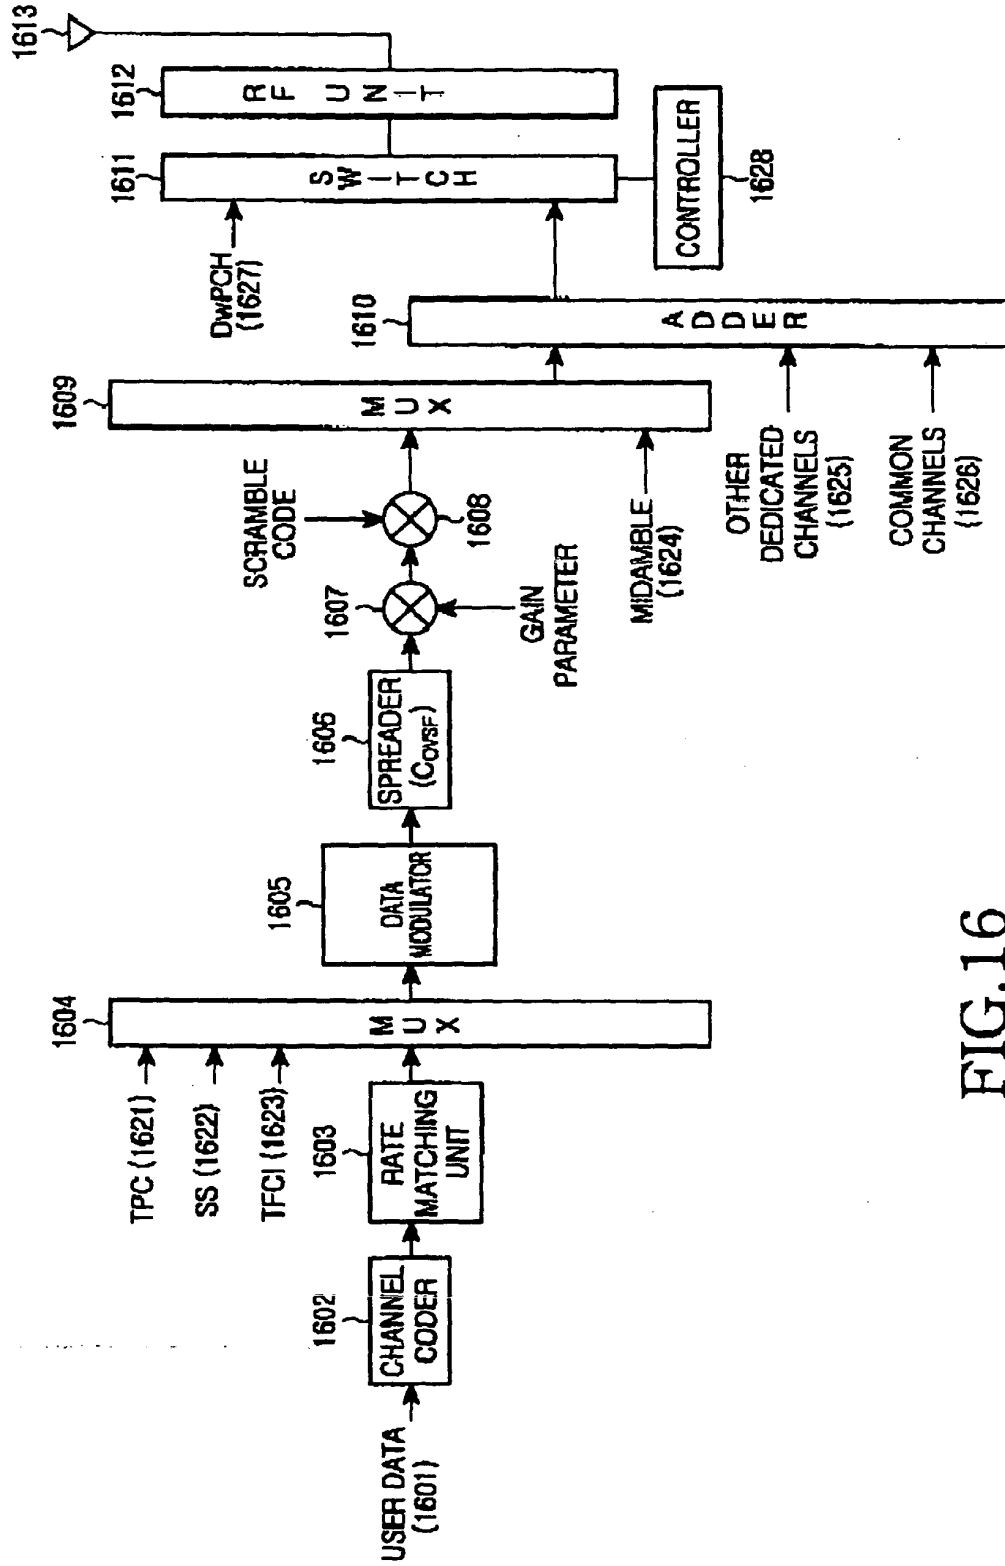 USER DATA
(1601)
1602
CHANNEL
CODER
1603
RATE
MATCHING
UNIT
TPC (1621)
SS (1622)
TFCI (1623)
1604
MUX
1605
DATA
MODULATOR
1606
SPREADER
(COVSF)
1607
GAIN
PARAMETER
SCRAMBLE
CODE
1608
MIDAMBLE
(1624)
1609
MUX
OTHER
DEDICATED
CHANNELS
(1625)
COMMON
CHANNELS
(1626)
1610
ADDER
DwPCH
(1627)
1611
SWITCH
CONTROLLER
1628
1612
RF UNIT
1613
FIG.16